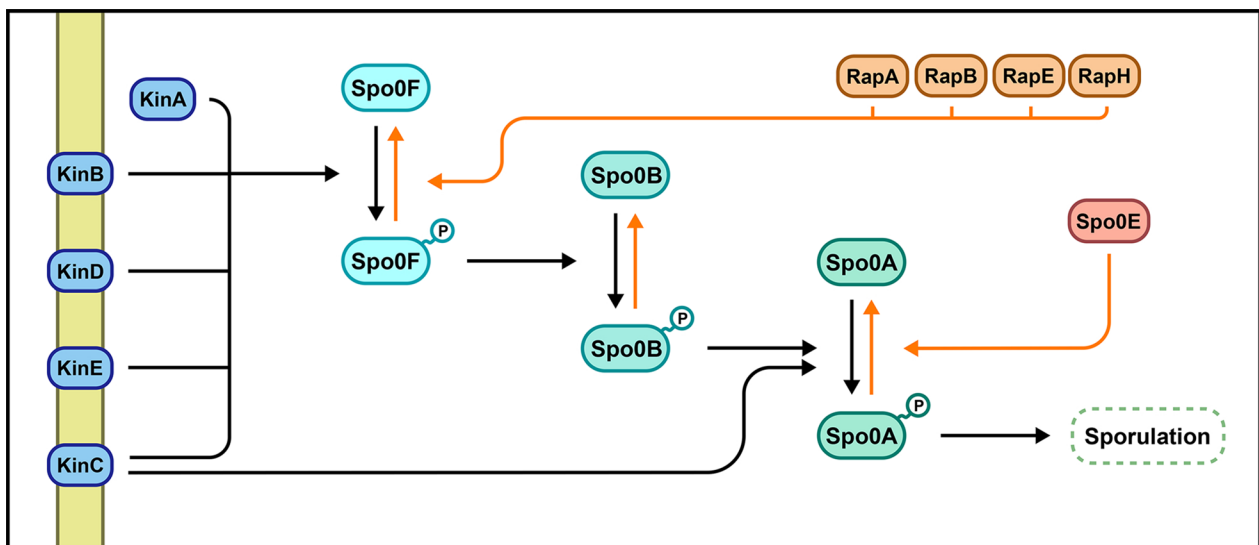 KinA
KinB
KinD
KinE
KinC
Spo0F
Spo0F
P
Spo0B
Spo0B
P
Spo0A
Spo0A
P
RapA
RapB
RapE
RapH
Spo0E
Sporulation